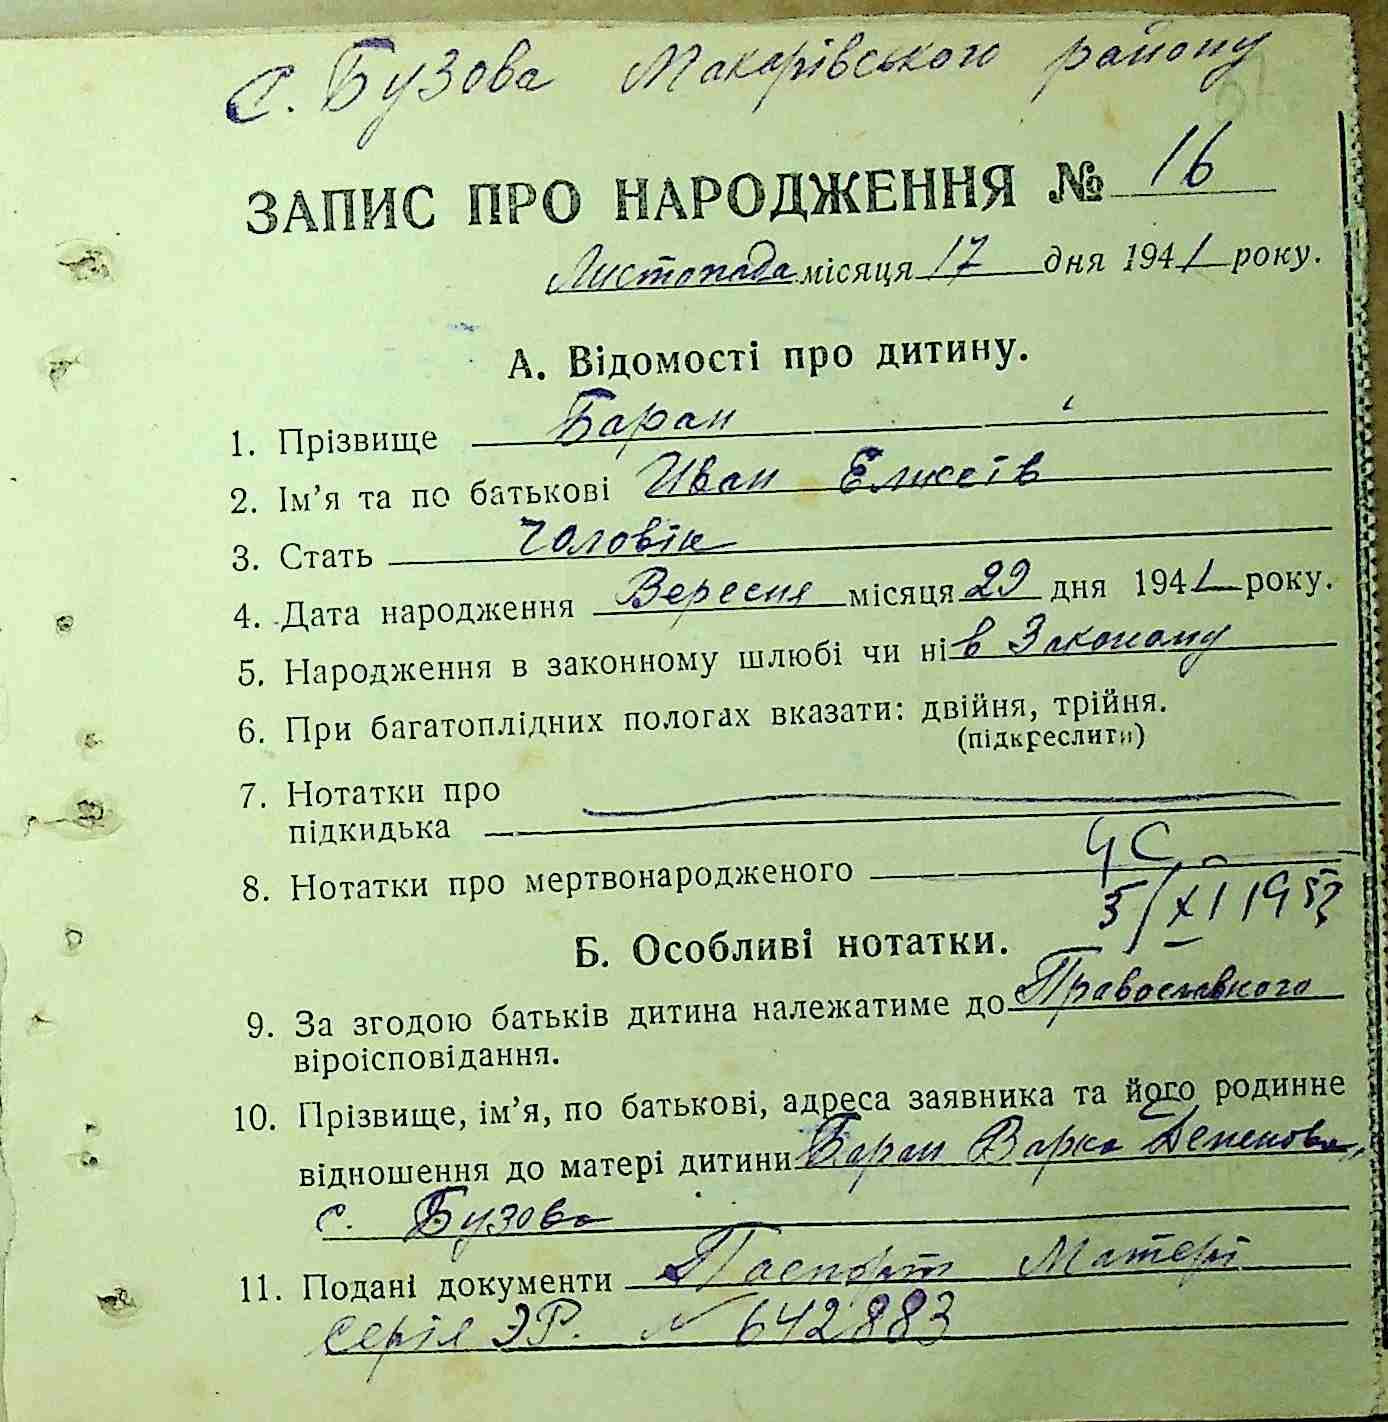 с. Бузова Макарівського району
ЗАПИС ПРО НАРОДЖЕННЯ № 16
Листопада місяця 17 дня 1941 року.
А. Відомості про дитину.
1. Прізвище Баран
2. Ім'я та по батькові Иван Елисеів
3. Стать Чоловік
4. Дата народження Вересня місяця 29 дня 1941 року.
5. Народження в законному шлюбі чи ні в Законому
6. При багатоплідних пологах вказати: двійня, трійня.
(підкреслити)
7. Нотатки про
підкидька
8. Нотатки про мертвонародженого
5/XI 1957
Б. Особливі нотатки.
9. За згодою батьків дитина належатиме до Православного
віроісповідання.
10. Прізвище, ім'я, по батькові, адреса заявника та його родинне
відношення до матері дитини Баран Варка
с. Бузова
11. Подані документи Паспорт Матері
серія ЭР. № 642883